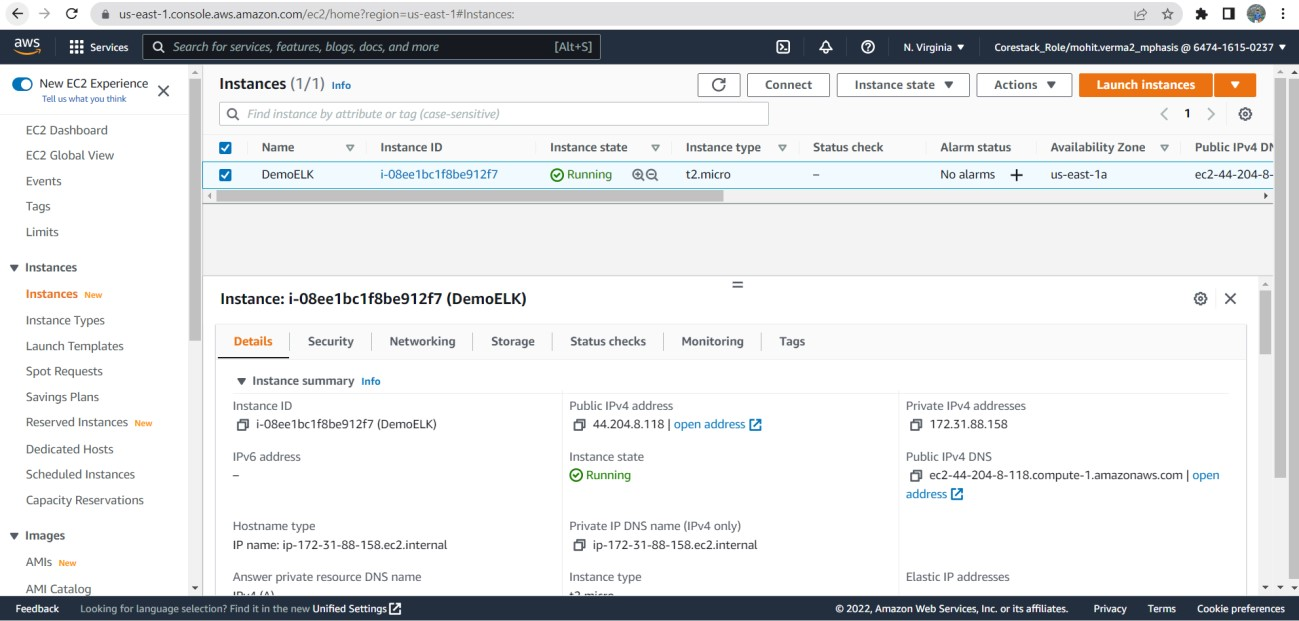 us-east-1.console.aws.amazon.com/ec2/home?region=us-east-1#Instances:
aws Services Search for services, features, blogs, docs, and more [Alt+S] N. Virginia ▼ Corestack_Role/mohit.verma2_mphasis @ 6474-1615-0237 ▼
New EC2 Experience
Tell us what you think
EC2 Dashboard
EC2 Global View
Events
Tags
Limits
Instances
Instances New
Instance Types
Launch Templates
Spot Requests
Savings Plans
Reserved Instances New
Dedicated Hosts
Scheduled Instances
Capacity Reservations
Images
AMIs New
AMI Catalog
Instances (1/1) Info
Connect Instance state ▼ Actions ▼ Launch instances ▼
Find instance by attribute or tag (case-sensitive)
1
Name Instance ID Instance state Instance type Status check Alarm status Availability Zone Public IPv4 DN
DemoELK i-08ee1bc1f8be912f7 Running t2.micro – No alarms + us-east-1a ec2-44-204-8-
Instance: i-08ee1bc1f8be912f7 (DemoELK)
Details Security Networking Storage Status checks Monitoring Tags
▼ Instance summary Info
Instance ID Public IPv4 address Private IPv4 addresses
i-08ee1bc1f8be912f7 (DemoELK) 44.204.8.118 | open address 172.31.88.158
IPv6 address Instance state Public IPv4 DNS
– Running ec2-44-204-8-118.compute-1.amazonaws.com | open
address
Hostname type Private IP DNS name (IPv4 only)
IP name: ip-172-31-88-158.ec2.internal ip-172-31-88-158.ec2.internal
Answer private resource DNS name Instance type Elastic IP addresses
IPv4 (A) t2.micro
Feedback Looking for language selection? Find it in the new Unified Settings © 2022, Amazon Web Services, Inc. or its affiliates. Privacy Terms Cookie preferences